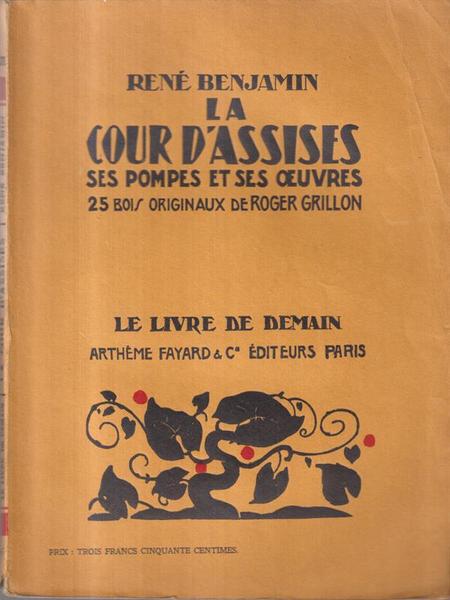 RENÉ BENJAMIN
LA
COUR D'ASSISES
SES POMPES ET SES ŒUVRES
25 BOIS ORIGINAUX DE ROGER GRILLON
LE LIVRE DE DEMAIN
ARTHÈME FAYARD & Cie ÉDITEURS PARIS
PRIX : TROIS FRANCS CINQUANTE CENTIMES.